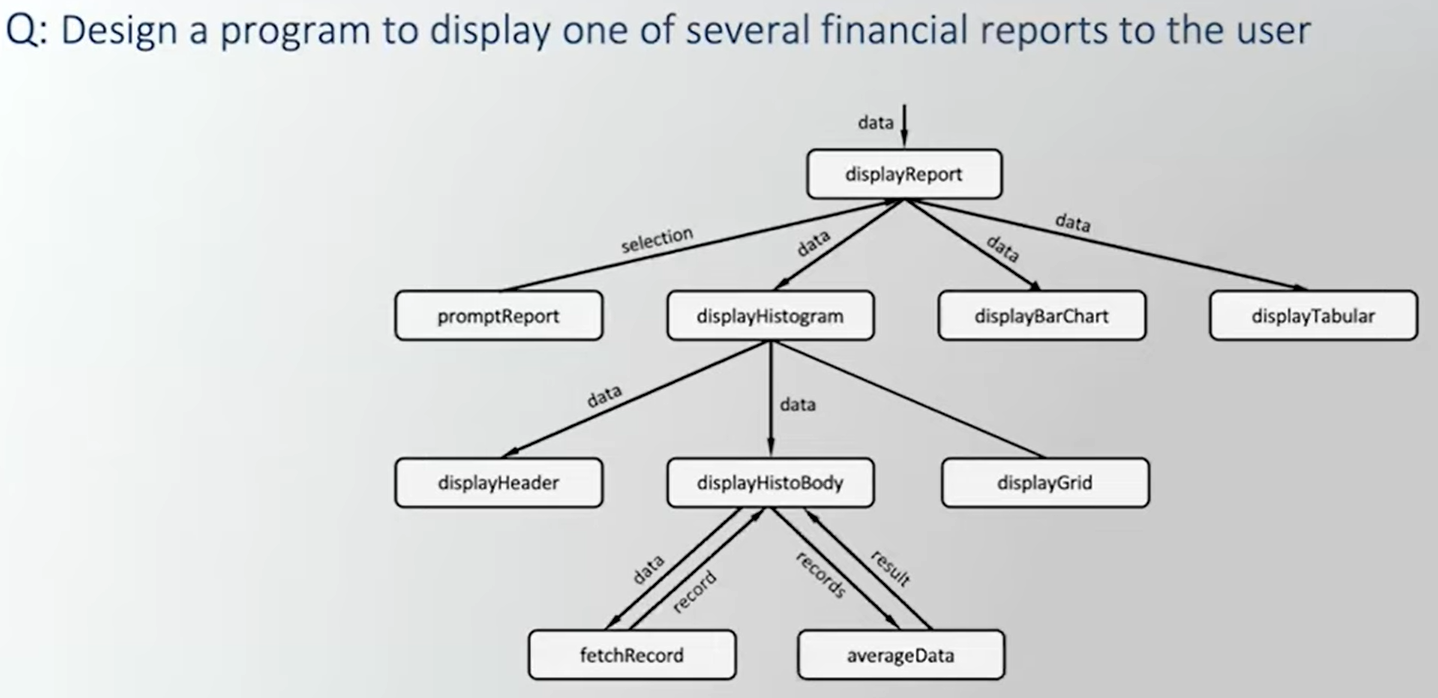 Q: Design a program to display one of several financial reports to the user
data
displayReport
selection
data
data
data
promptReport
displayHistogram
displayBarChart
displayTabular
data
data
displayHeader
displayHistoBody
displayGrid
data
record
records
result
fetchRecord
averageData